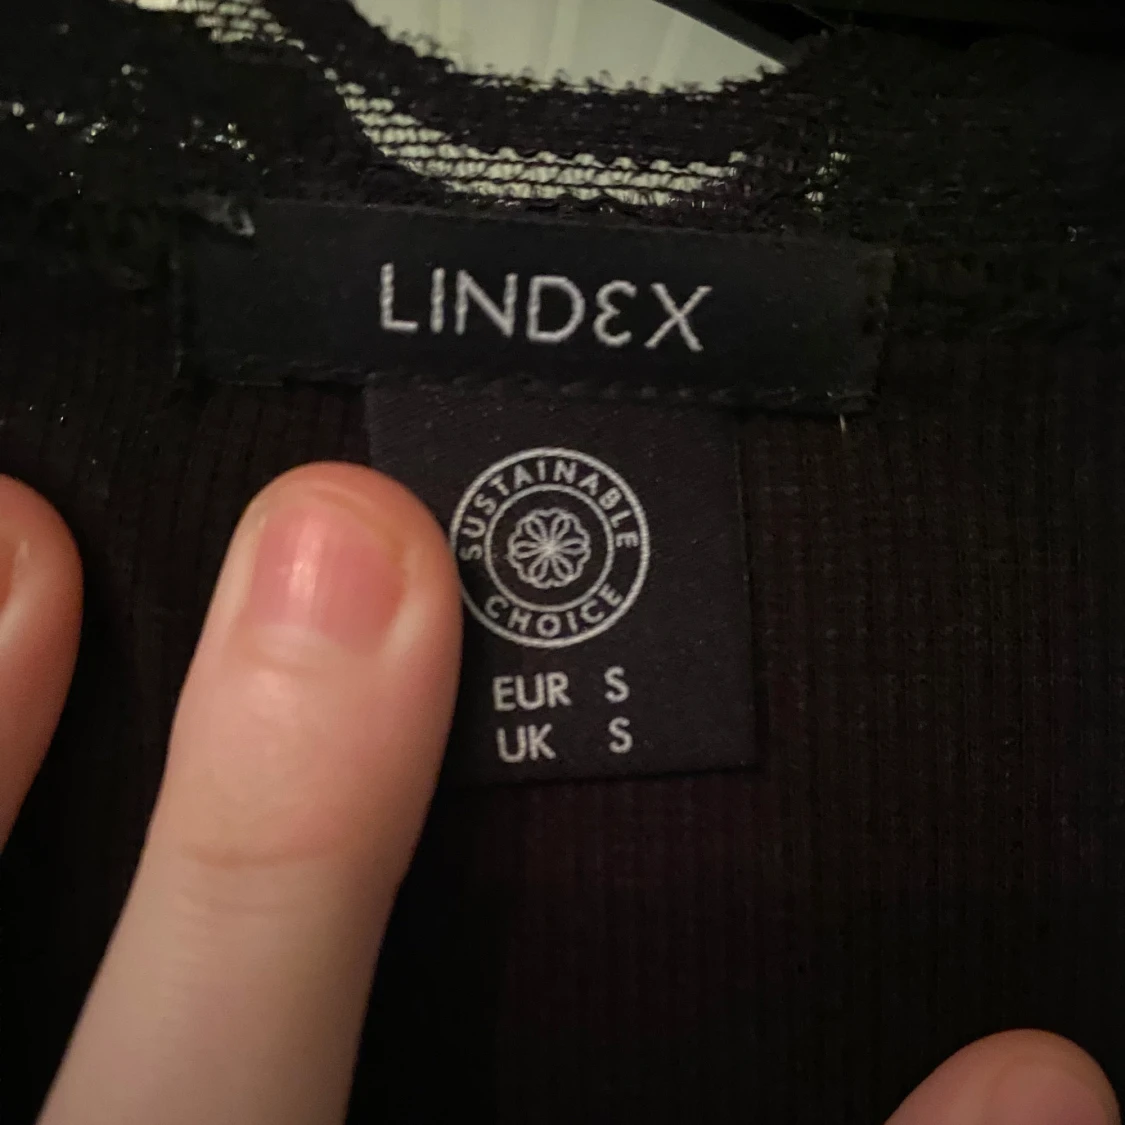 LINDEX
SUSTAINABLE
CHOICE
EUR S
UK S